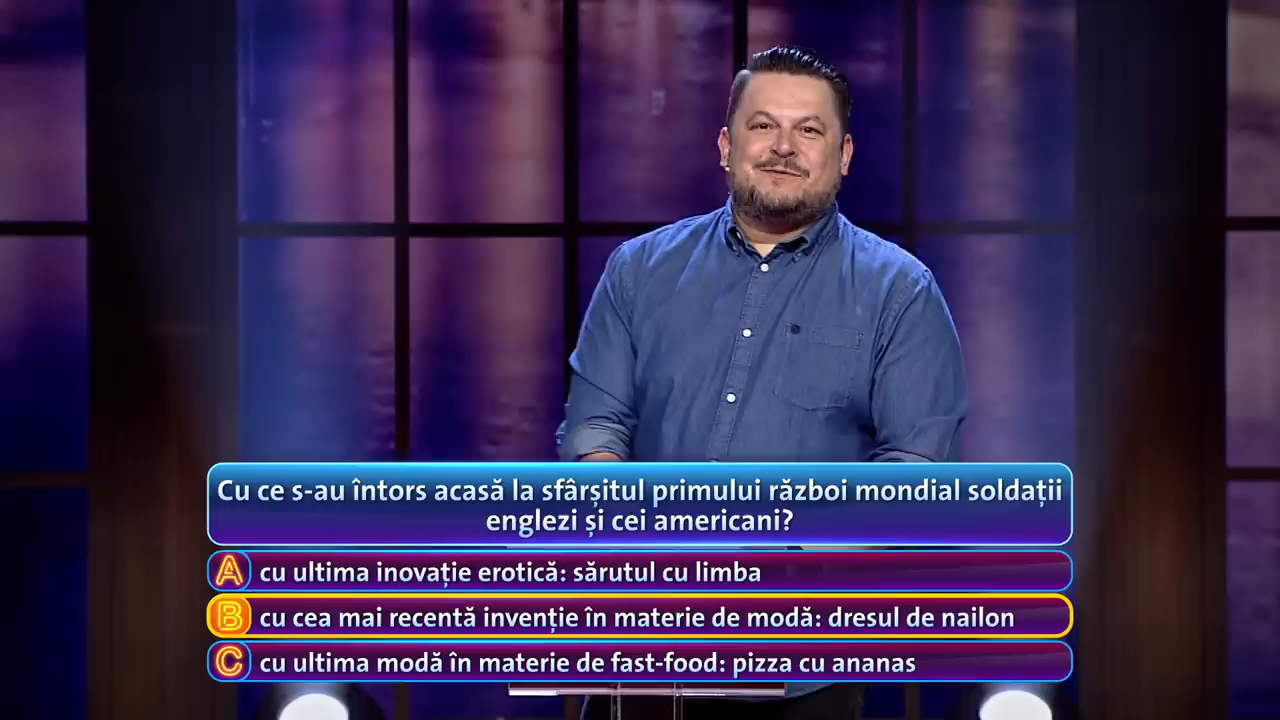 Cu ce s-au întors acasă la sfârșitul primului război mondial soldații
englezi și cei americani?
A cu ultima inovație erotică: sărutul cu limba
B cu cea mai recentă invenție în materie de modă: dresul de nailon
C cu ultima modă în materie de fast-food: pizza cu ananas